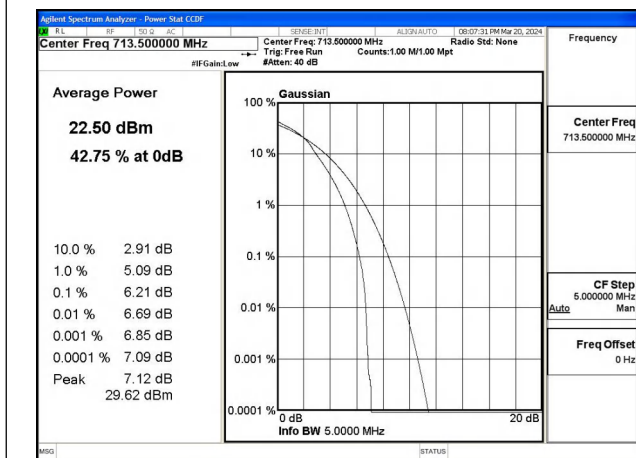 Agilent Spectrum Analyzer - Power Stat CCDF
RL RF 50 Ω AC SENSE:INT ALIGN AUTO 08:07:31 PM Mar 20, 2024
Center Freq 713.500000 MHz
Center Freq: 713.500000 MHz Radio Std: None
Trig: Free Run Counts:1.00 M/1.00 Mpt
#IFGain:Low #Atten: 40 dB
Frequency
Average Power
22.50 dBm
42.75 % at 0dB
10.0 % 2.91 dB
1.0 % 5.09 dB
0.1 % 6.21 dB
0.01 % 6.69 dB
0.001 % 6.85 dB
0.0001 % 7.09 dB
Peak 7.12 dB
29.62 dBm
Gaussian
100 %
10 %
1 %
0.1 %
0.01 %
0.001 %
0.0001 %
0 dB 20 dB
Info BW 5.0000 MHz
Center Freq
713.500000 MHz
CF Step
5.000000 MHz
Auto Man
Freq Offset
0 Hz
MSG STATUS